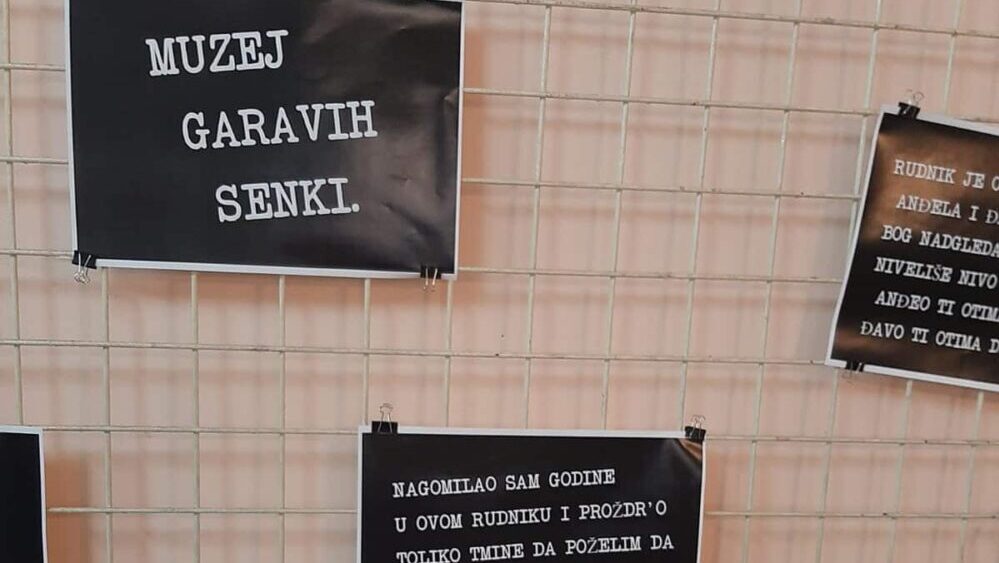 MUZEJ
GARAVIH
SENKI.
RUDNIK JE
ANĐELA I
BOG NADGLEDA
NIVELIŠE NIVO
ANĐEO TI OTIMA
ĐAVO TI OTIMA
NAGOMILAO SAM GODINE
U OVOM RUDNIKU I PROŽDR'O
TOLIKO TMINE DA POŽELIM DA